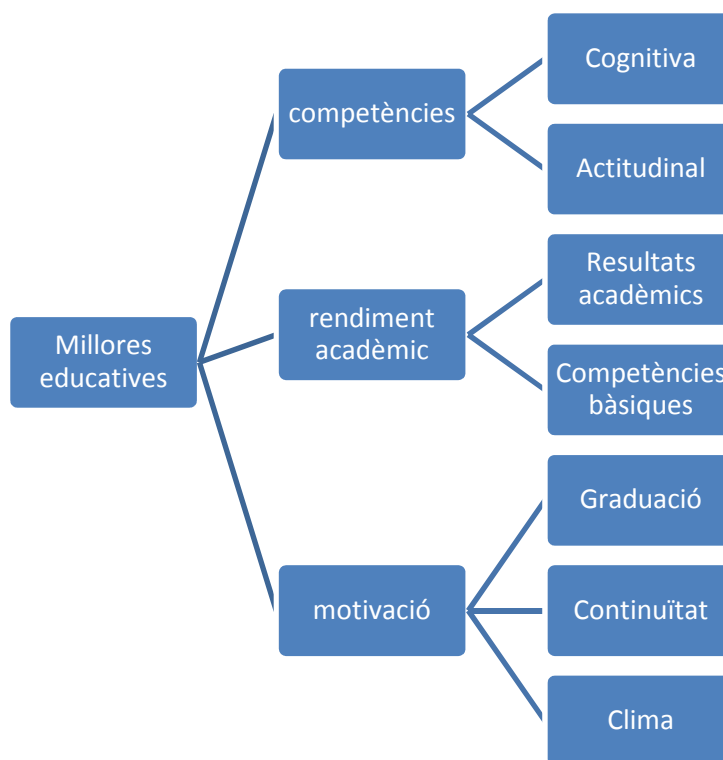 Millores
educatives
competències
Cognitiva
Actitudinal
rendiment
acadèmic
Resultats
acadèmics
Competències
bàsiques
motivació
Graduació
Continuïtat
Clima